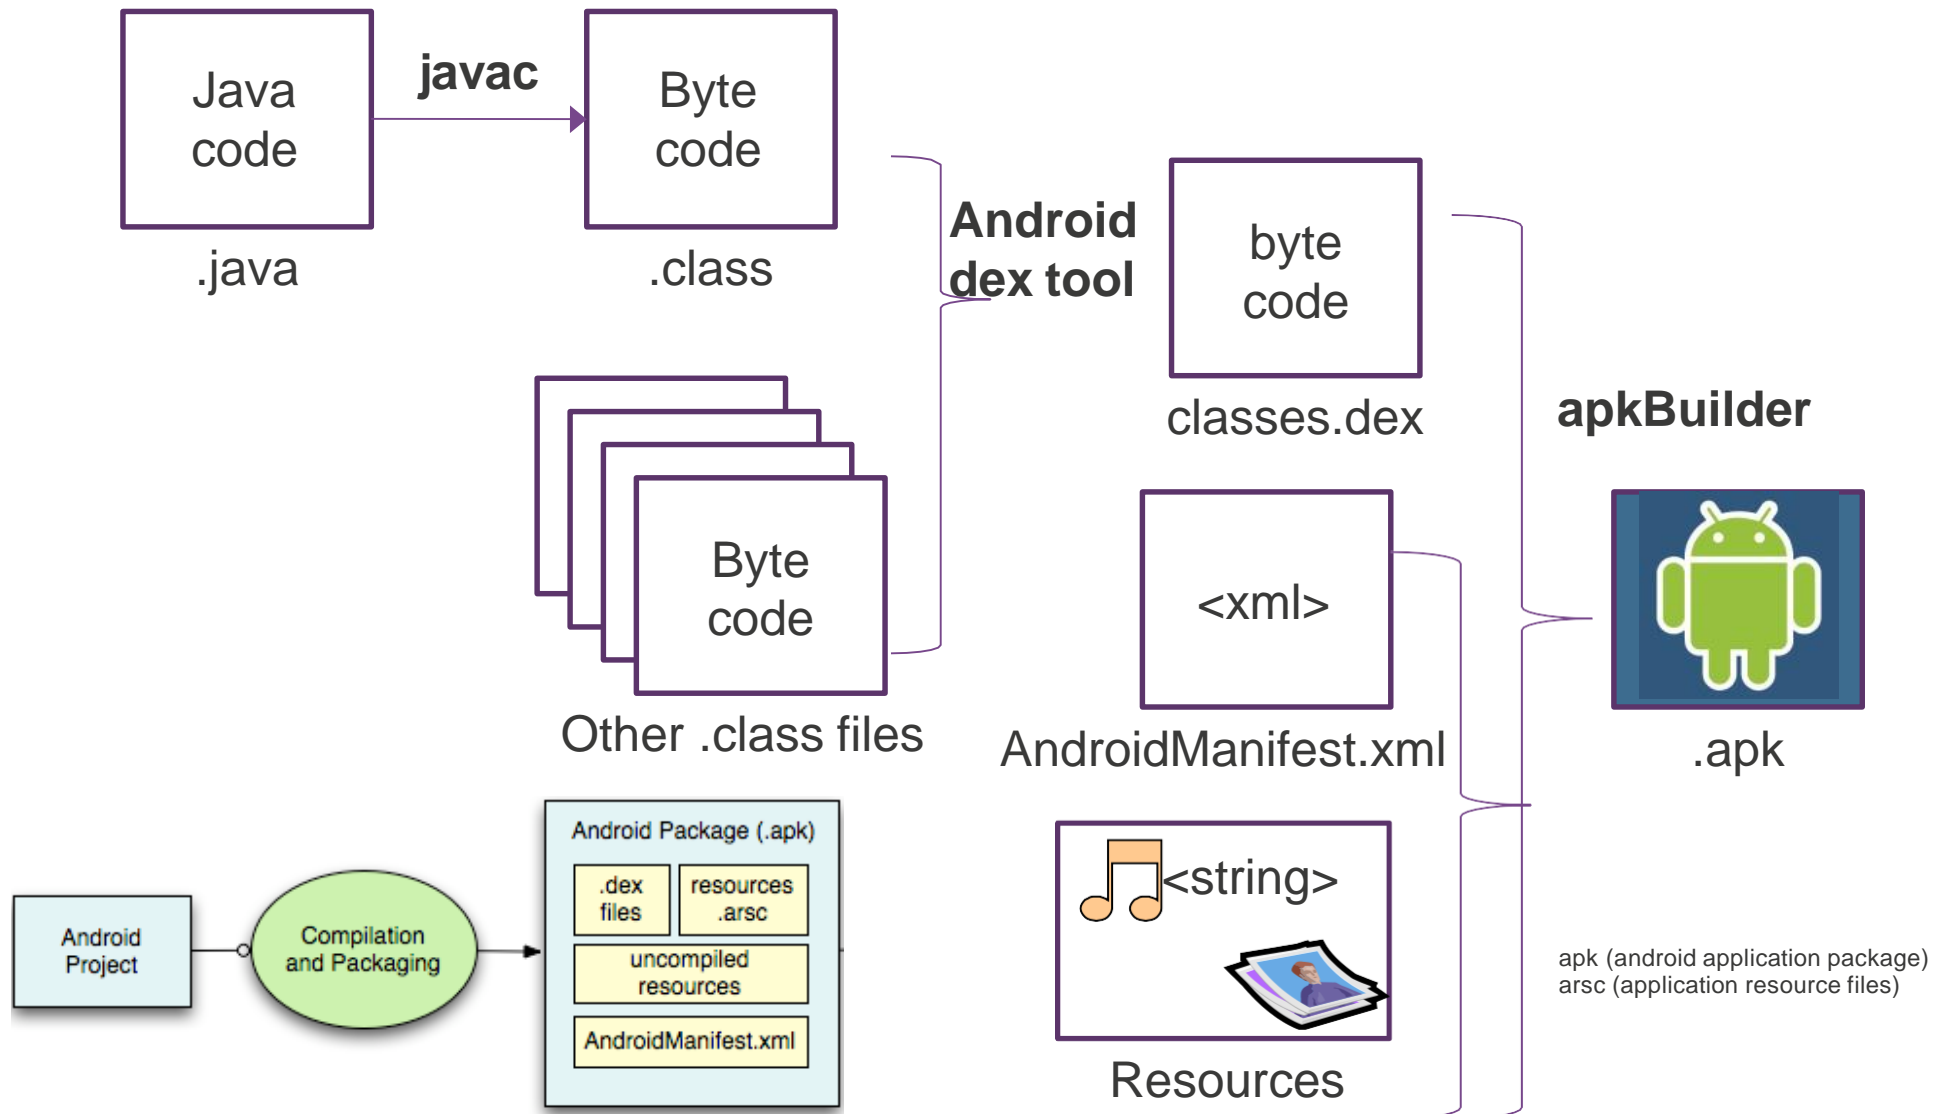 Java
code
.java
javac
Byte
code
.class
Android
dex tool
Byte
code
Other .class files
byte
code
classes.dex
<xml>
AndroidManifest.xml
<string>
Resources
apkBuilder
.apk
Android
Project
Compilation
and Packaging
Android Package (.apk)
.dex
files
resources
.arsc
uncompiled
resources
AndroidManifest.xml
apk (android application package)
arsc (application resource files)